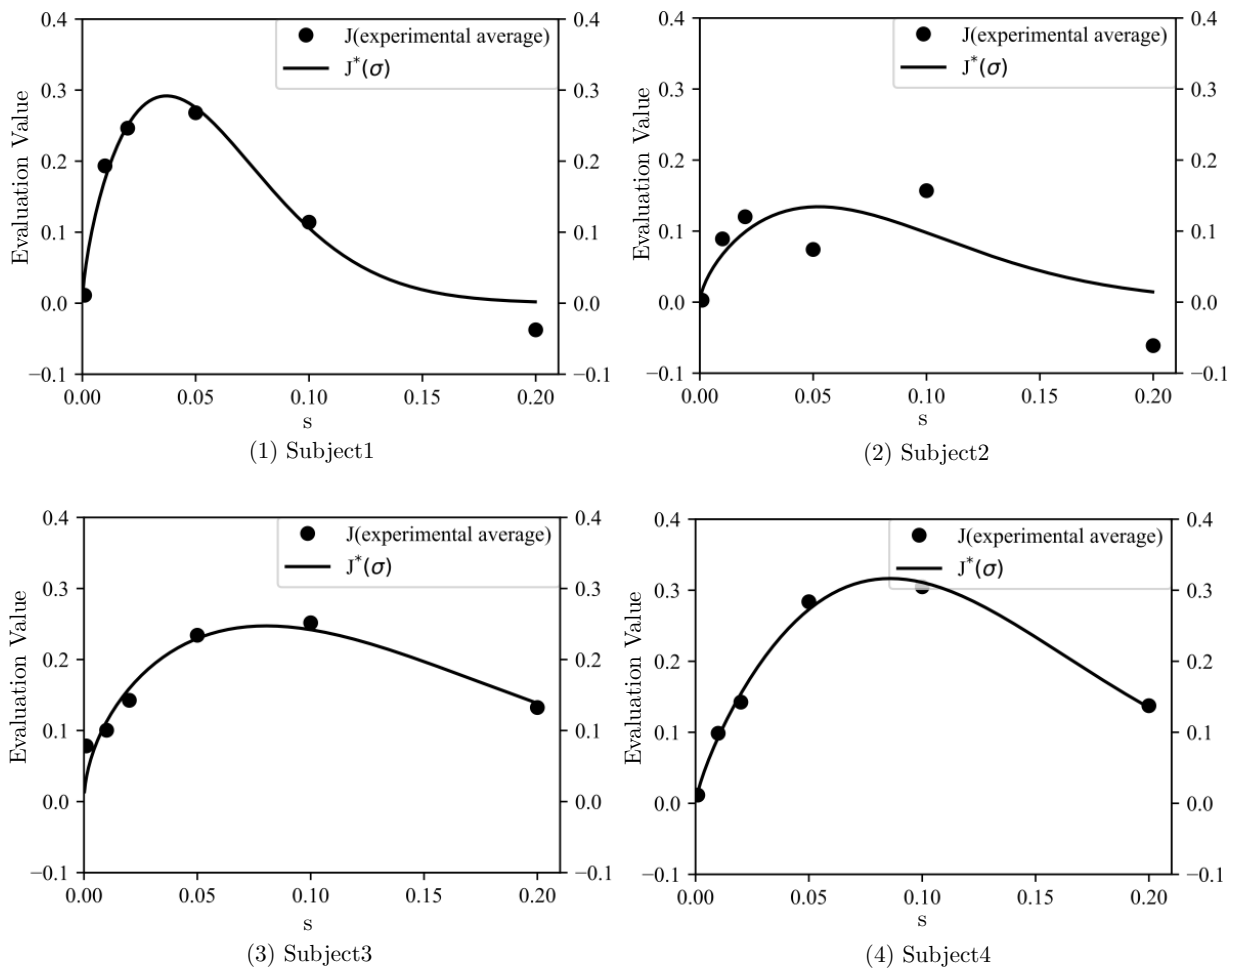 0.4 0.4
J(experimental average)
J*(σ)
0.3 0.3
0.2 0.2
0.1 0.1
0.0 0.0
−0.1 −0.1
Evaluation Value
0.00 0.05 0.10 0.15 0.20
s
(1) Subject1
0.4 0.4
J(experimental average)
J*(σ)
0.3 0.3
0.2 0.2
0.1 0.1
0.0 0.0
−0.1 −0.1
Evaluation Value
0.00 0.05 0.10 0.15 0.20
s
(2) Subject2
0.4 0.4
J(experimental average)
J*(σ)
0.3 0.3
0.2 0.2
0.1 0.1
0.0 0.0
−0.1 −0.1
Evaluation Value
0.00 0.05 0.10 0.15 0.20
s
(3) Subject3
0.4 0.4
J(experimental average)
J*(σ)
0.3 0.3
0.2 0.2
0.1 0.1
0.0 0.0
−0.1 −0.1
Evaluation Value
0.00 0.05 0.10 0.15 0.20
s
(4) Subject4